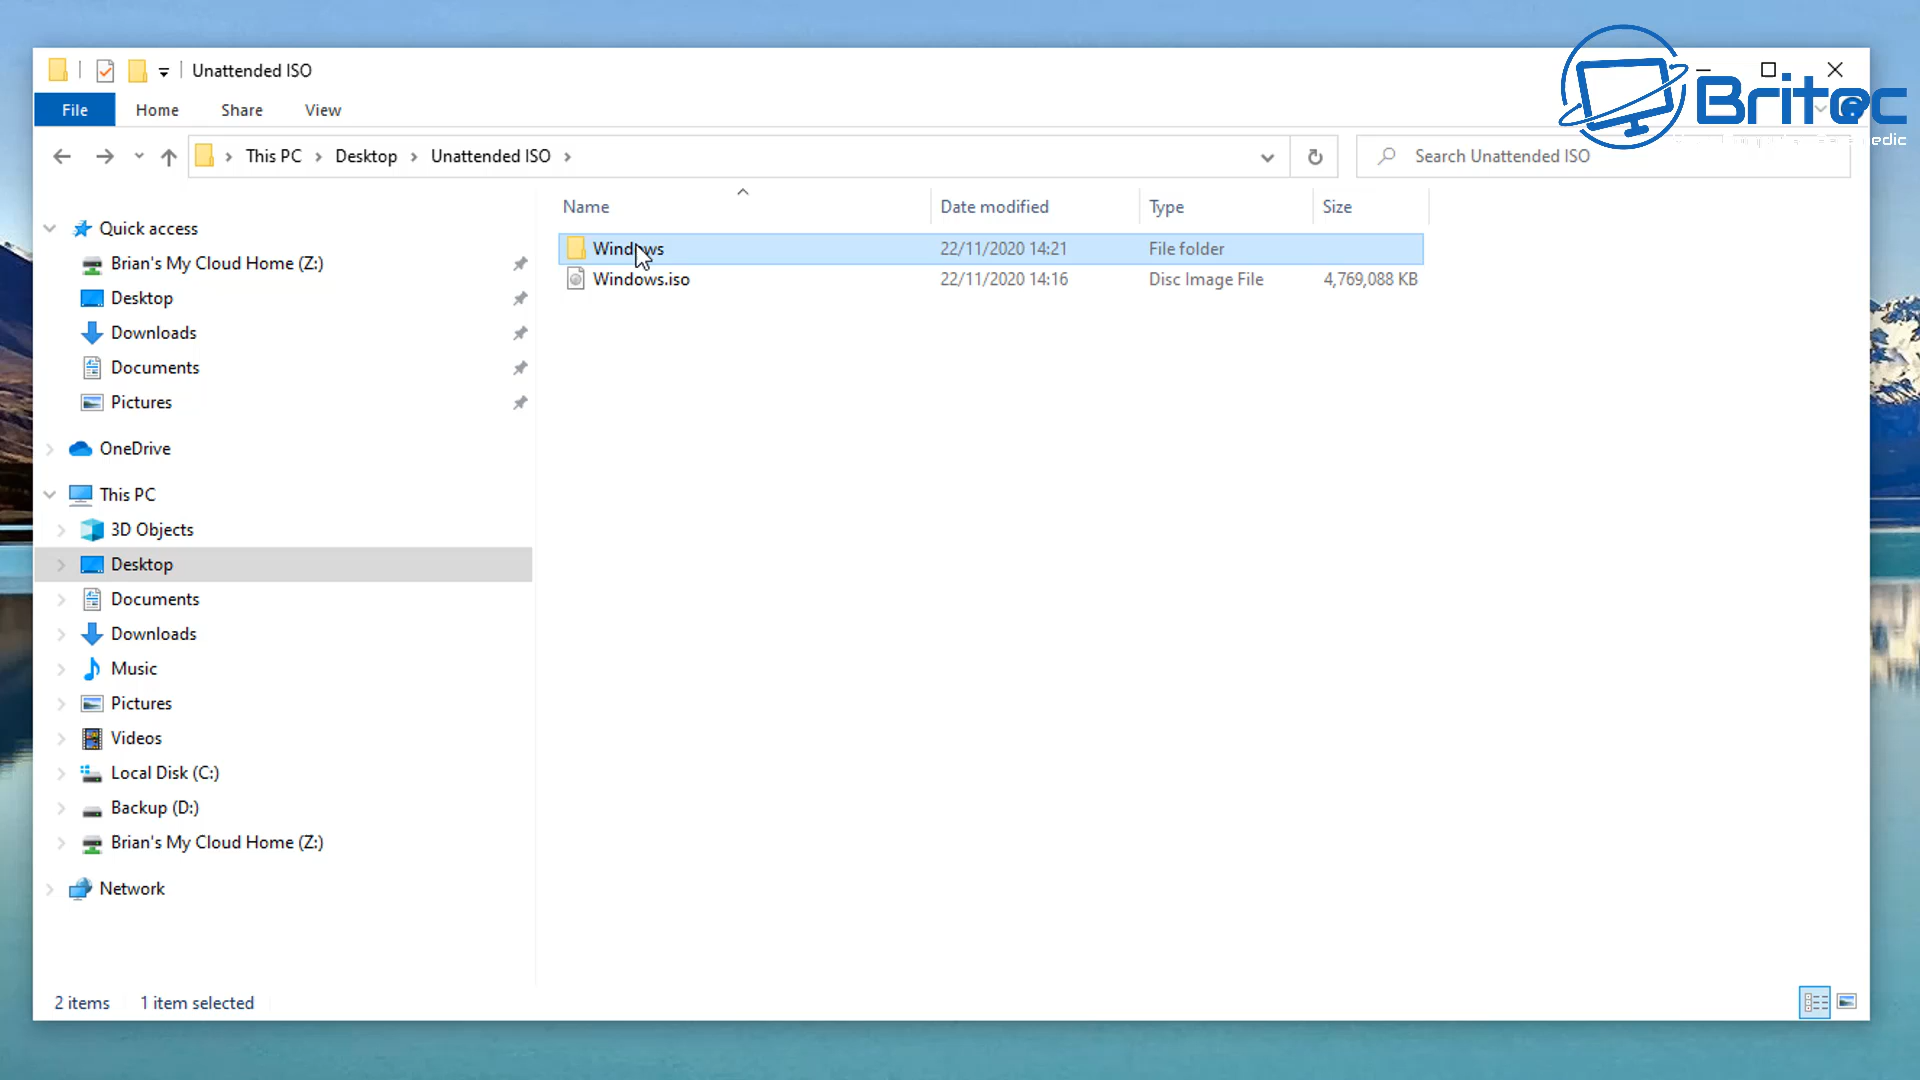 Unattended ISO
File Home Share View
This PC Desktop Unattended ISO
Search Unattended ISO
Britec
Name Date modified Type Size
Windows 22/11/2020 14:21 File folder
Windows.iso 22/11/2020 14:16 Disc Image File 4,769,088 KB
Quick access
Brian's My Cloud Home (Z:)
Desktop
Downloads
Documents
Pictures
OneDrive
This PC
3D Objects
Desktop
Documents
Downloads
Music
Pictures
Videos
Local Disk (C:)
Backup (D:)
Brian's My Cloud Home (Z:)
Network
2 items 1 item selected